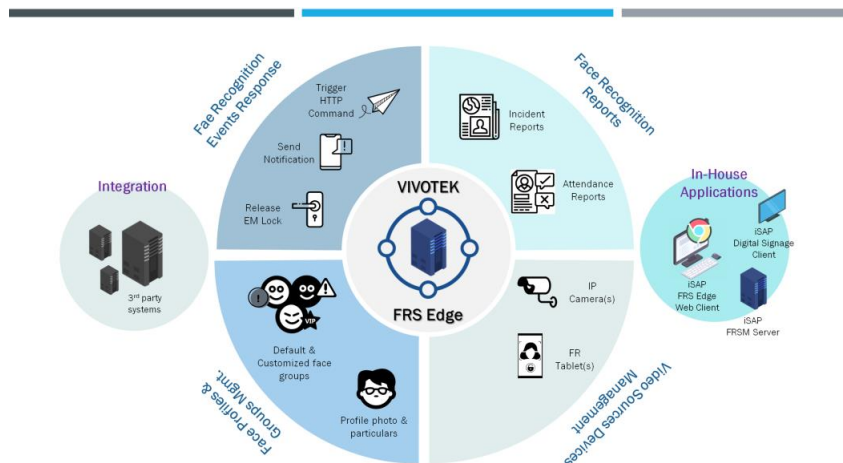 Fae Recognition
Events Response
Trigger
HTTP
Command
Send
Notification
Release
EM Lock
Face Recognition
Reports
Incident
Reports
Attendance
Reports
Integration
3rd party
systems
VIVOTEK
FRS Edge
In-House
Applications
iSAP
Digital Signage
Client
iSAP
FRS Edge
Web Client
iSAP
FRSM Server
VIP
Default &
Customized face
groups
Profile photo &
particulars
Face Profiles &
Groups Mgmt.
IP
Camera(s)
FR
Tablet(s)
Video Sources Devices
Management